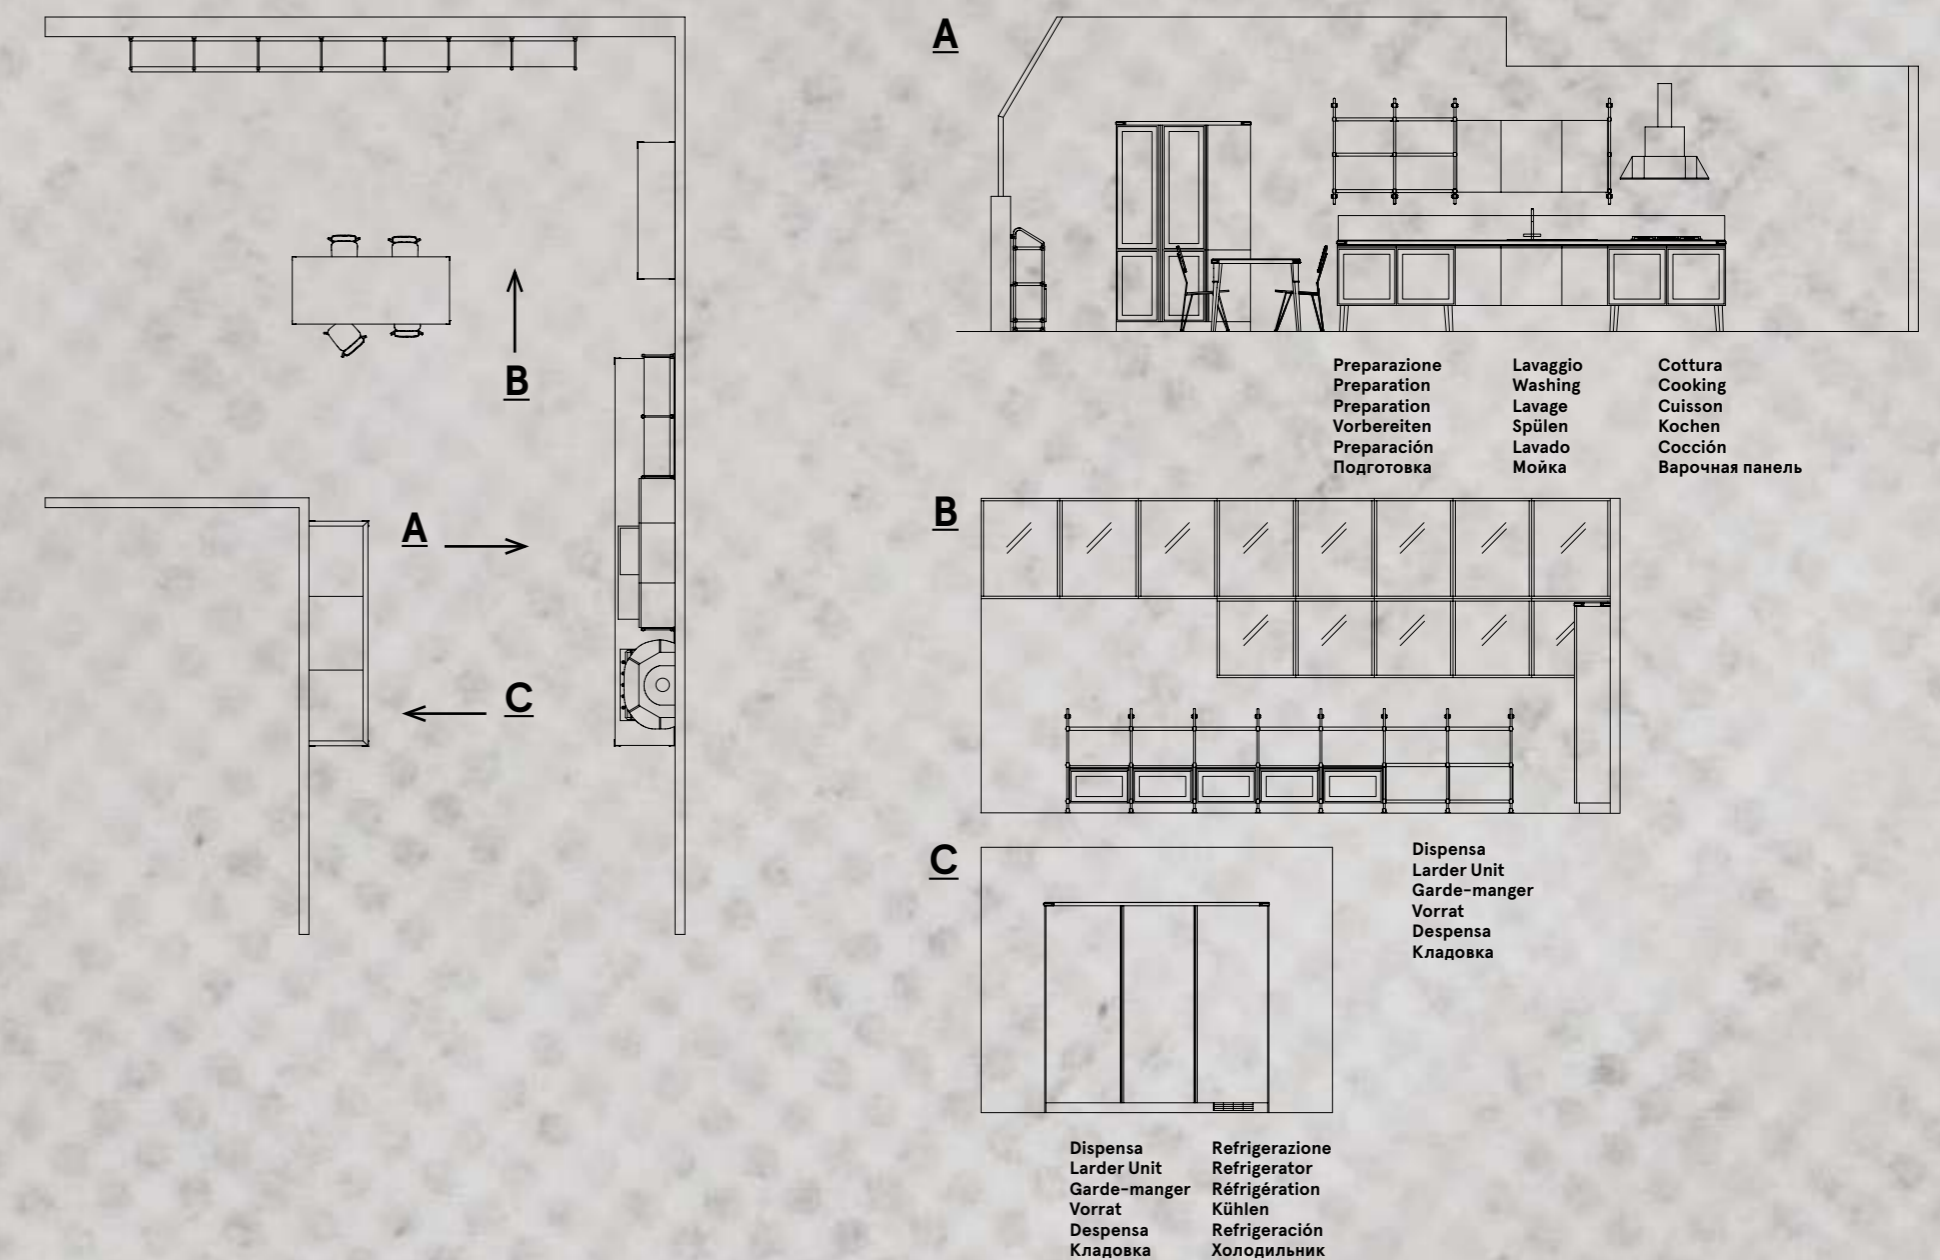 B
A
C
A
Preparazione
Preparation
Preparation
Vorbereiten
Preparación
Подготовка
Lavaggio
Washing
Lavage
Spülen
Lavado
Мойка
Cottura
Cooking
Cuisson
Kochen
Cocción
Варочная панель
B
Dispensa
Larder Unit
Garde-manger
Vorrat
Despensa
Кладовка
C
Dispensa
Larder Unit
Garde-manger
Vorrat
Despensa
Кладовка
Refrigerazione
Refrigerator
Réfrigération
Kühlen
Refrigeración
Холодильник